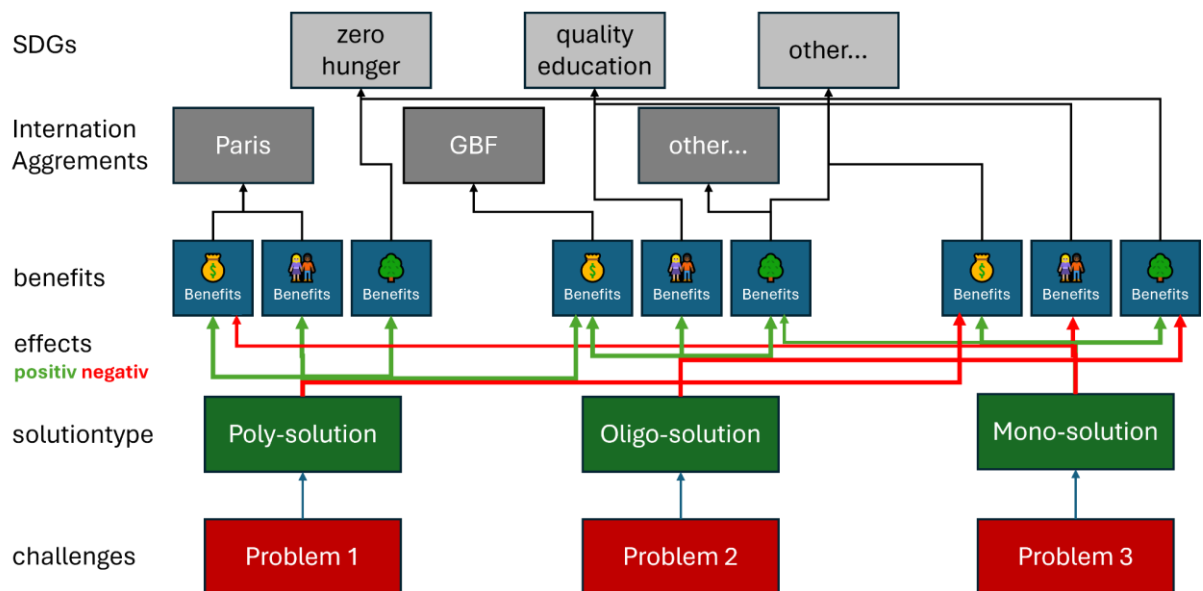 SDGs
zero
hunger
quality
education
other...
Internation
Aggrements
Paris
GBF
other...
benefits
$
Benefits
Benefits
Benefits
$
Benefits
Benefits
Benefits
$
Benefits
Benefits
Benefits
effects
positiv negativ
solutiontype
Poly-solution
Oligo-solution
Mono-solution
challenges
Problem 1
Problem 2
Problem 3